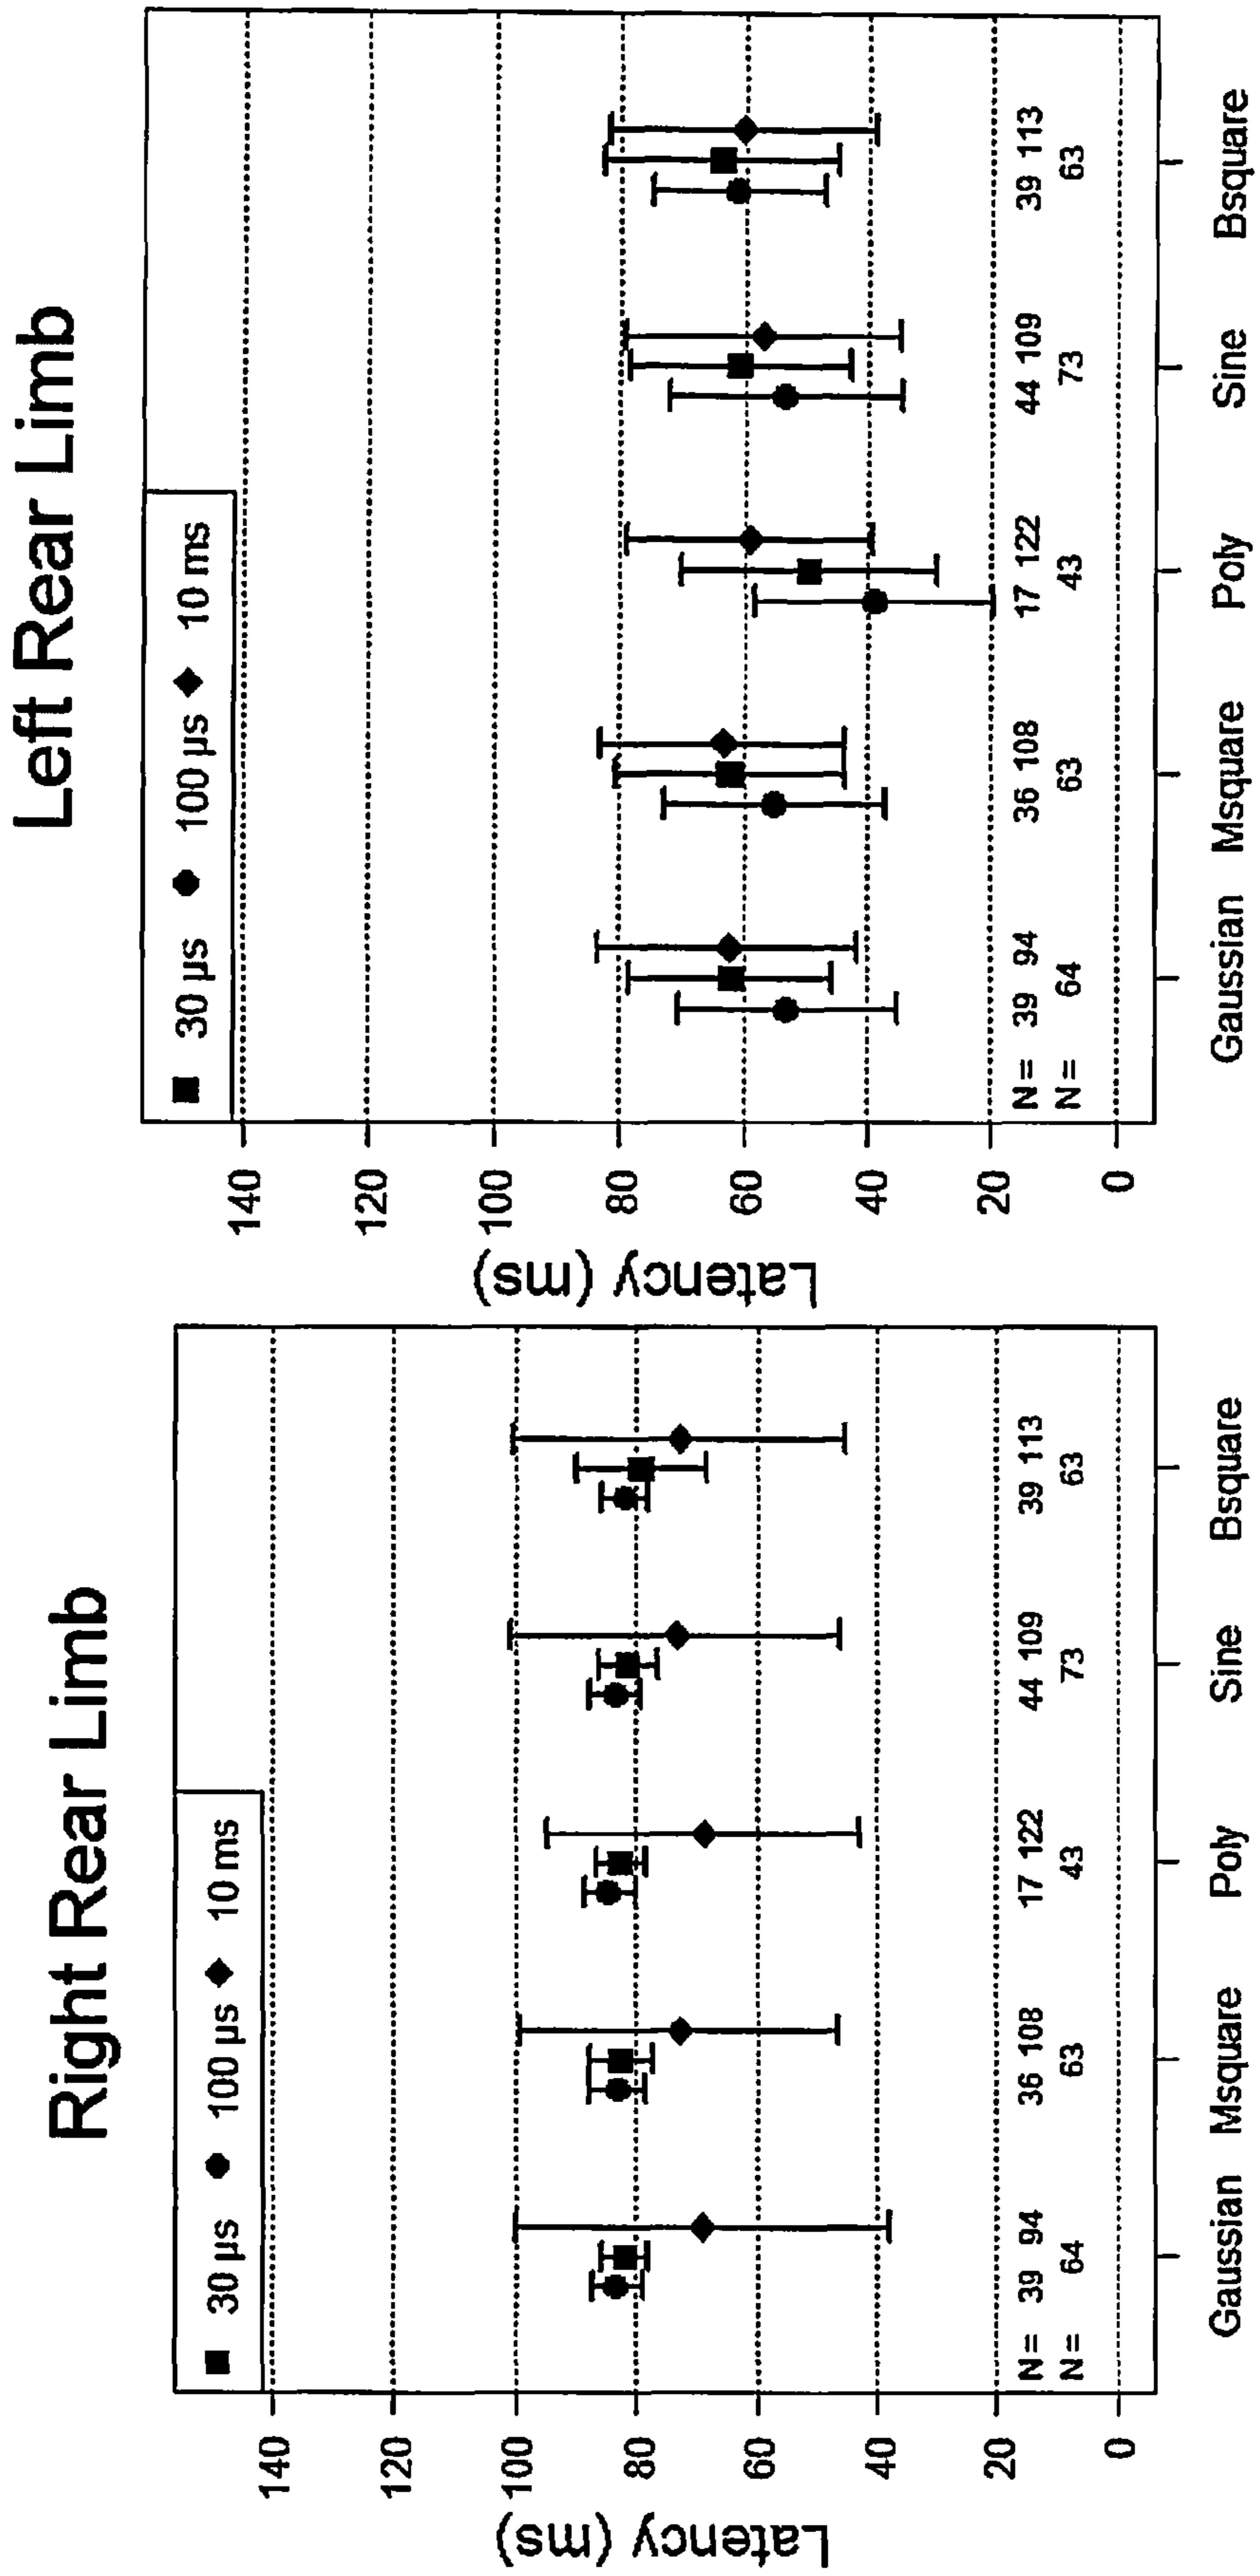 Right Rear Limb
30 µs 100 µs 10 ms
Latency (ms)
140
120
100
80
60
40
20
0
N = 39 94 36 108 17 122 44 109 39 113
N = 64 63 43 73 63
Gaussian Msquare Poly Sine Bsquare
Left Rear Limb
30 µs 100 µs 10 ms
Latency (ms)
140
120
100
80
60
40
20
0
N = 39 94 36 108 17 122 44 109 39 113
N = 64 63 43 73 63
Gaussian Msquare Poly Sine Bsquare